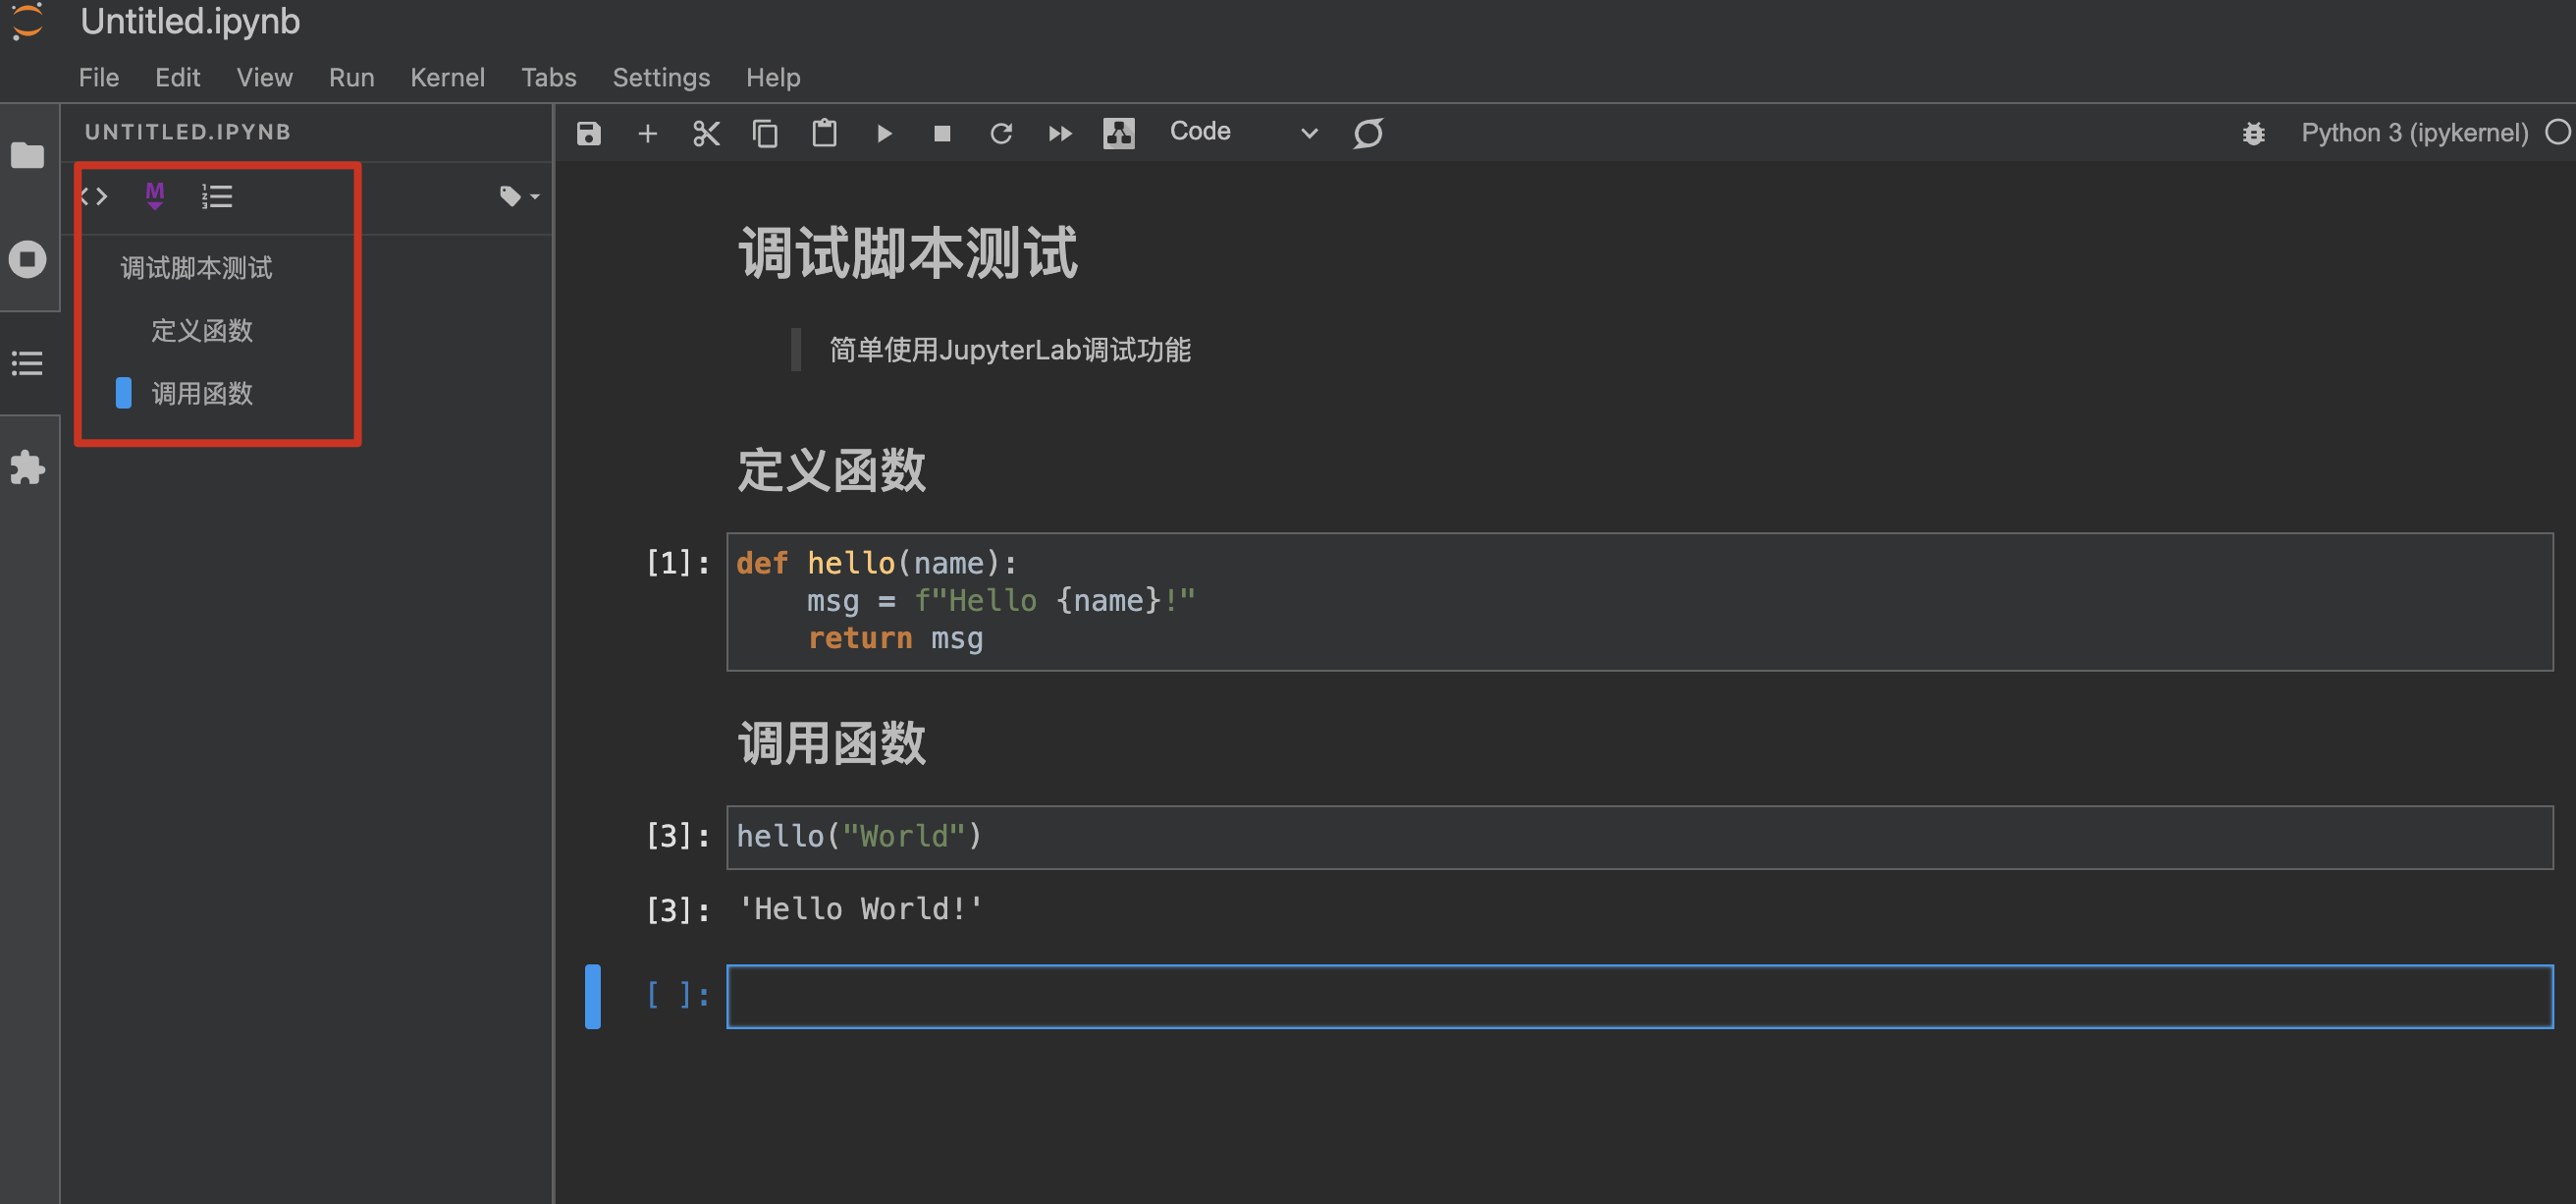 Untitled.ipynb
File Edit View Run Kernel Tabs Settings Help
UNTITLED.IPYNB
调试脚本测试
定义函数
调用函数
Code
Python 3 (ipykernel)
调试脚本测试
简单使用JupyterLab调试功能
定义函数
[1]: def hello(name):
msg = f"Hello {name}!"
return msg
调用函数
[3]: hello("World")
[3]: 'Hello World!'
[ ]: